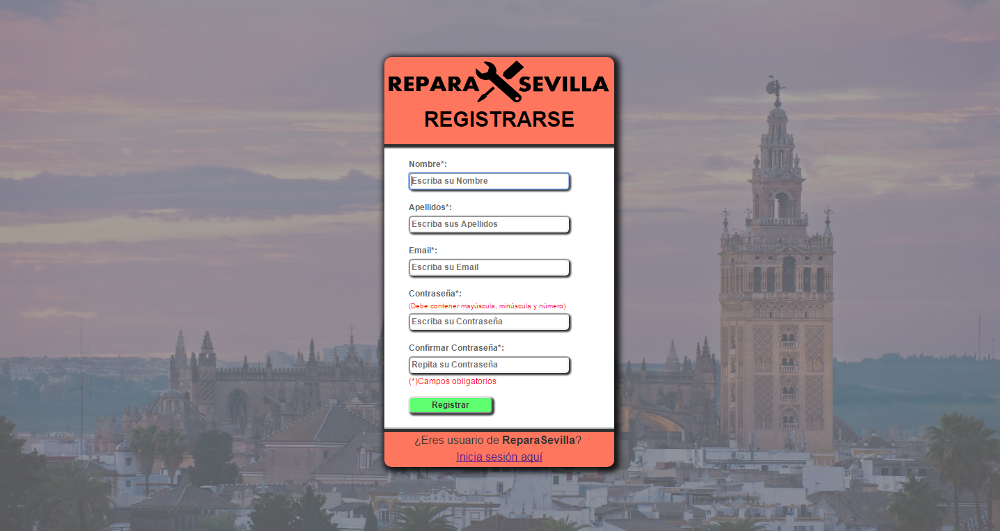 REPARA SEVILLA
REGISTRARSE
Nombre*:
Escriba su Nombre
Apellidos*:
Escriba sus Apellidos
Email*:
Escriba su Email
Contraseña*:
(Debe contener mayúscula, minúscula y número)
Escriba su Contraseña
Confirmar Contraseña*:
Repita su Contraseña
(*)Campos obligatorios
Registrar
¿Eres usuario de ReparaSevilla?
Inicia sesión aquí